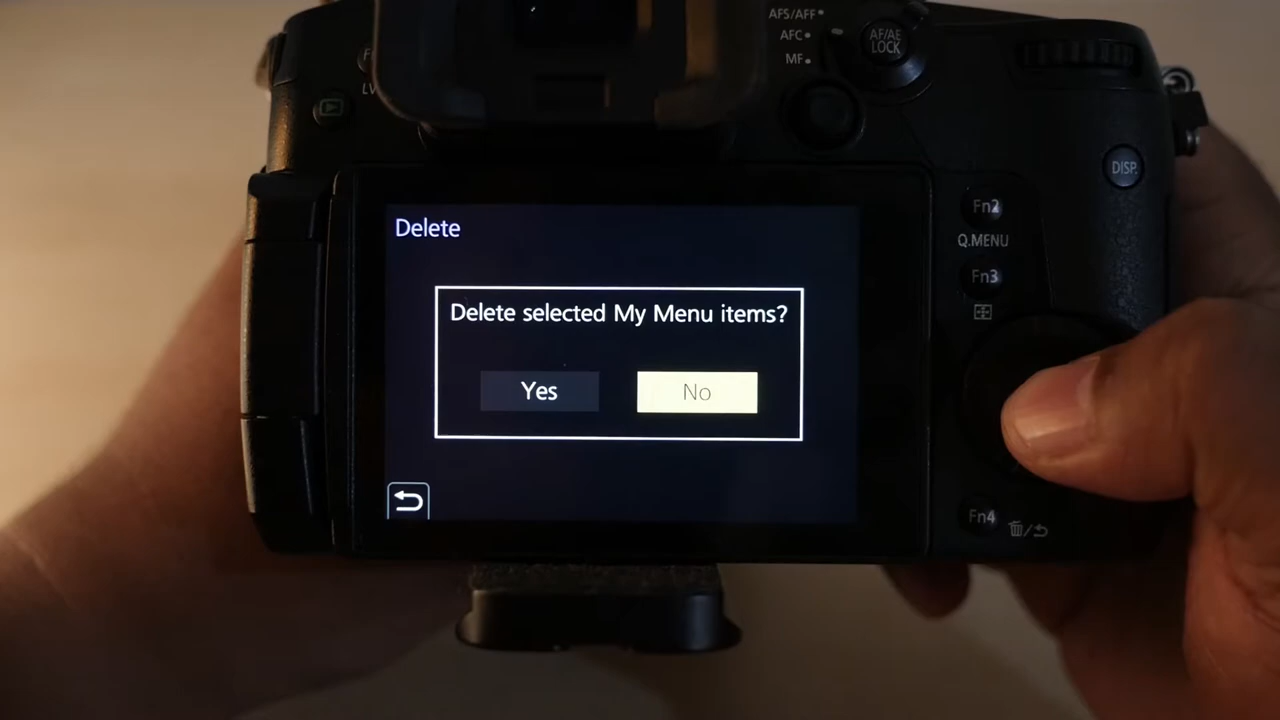 AFS/AFF
AFC
MF
AF/AE
LOCK
LV
DISP.
Fn2
Q.MENU
Fn3
Delete
Delete selected My Menu items?
Yes No
Fn4